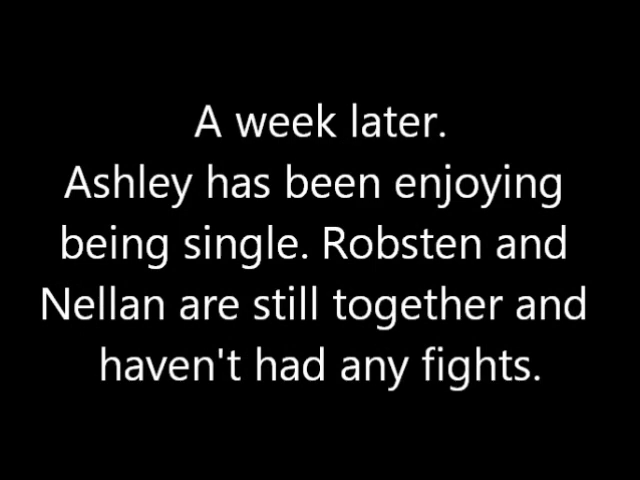 A week later.
Ashley has been enjoying
being single. Robsten and
Nellan are still together and
haven't had any fights.